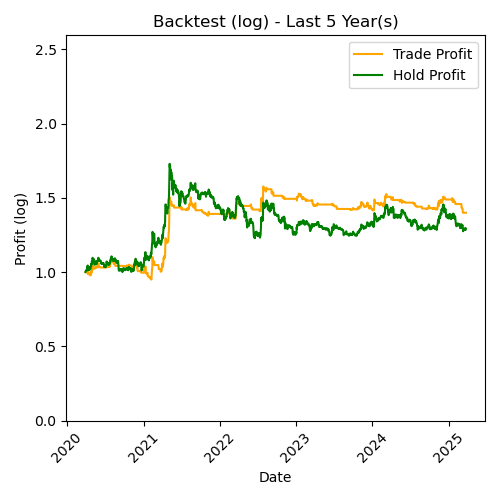 Backtest (log) - Last 5 Year(s)
Trade Profit
Hold Profit
Profit (log)
2.5
2.0
1.5
1.0
0.5
0.0
2020
2021
2022
2023
2024
2025
Date